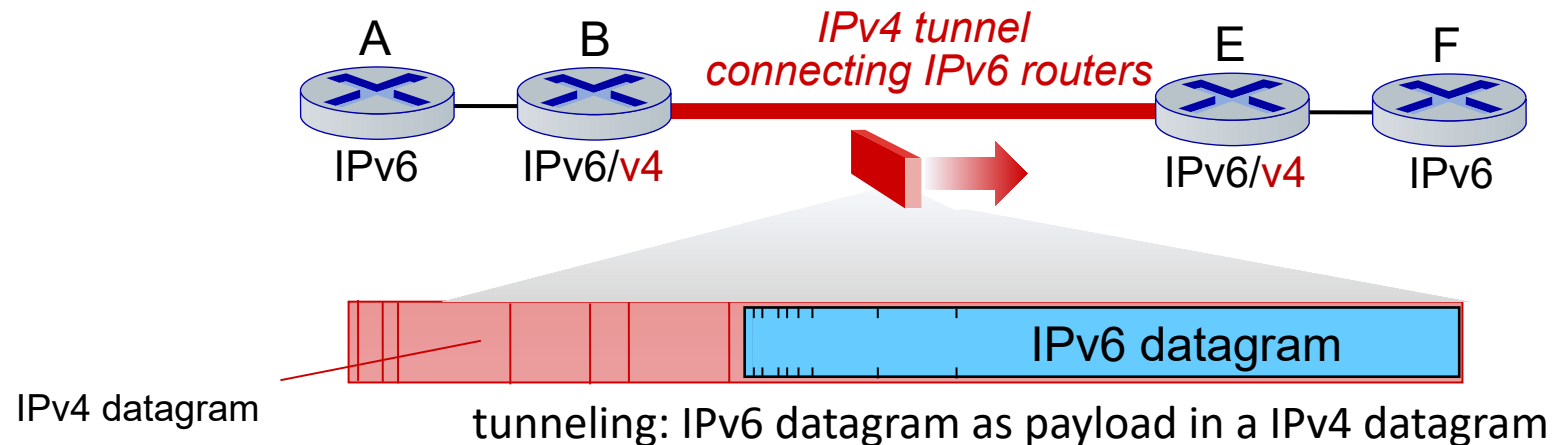 A
B
IPv4 tunnel
connecting IPv6 routers
E
F
IPv6
IPv6/v4
IPv6/v4
IPv6
IPv6 datagram
IPv4 datagram
tunneling: IPv6 datagram as payload in a IPv4 datagram